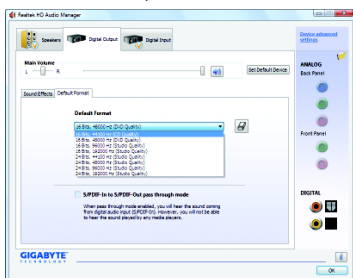 Realtek HD Audio Manager
Speakers
Digital Output
Digital Input
Device advanced settings
Main Volume
L
R
Set Default Device
ANALOG
Back Panel
Sound Effects
Default Format
Default Format
16 Bits, 48000 Hz (DVD Quality)
16 Bits, 44100 Hz (CD Quality)
16 Bits, 48000 Hz (DVD Quality)
16 Bits, 96000 Hz (Studio Quality)
16 Bits, 192000 Hz (Studio Quality)
24 Bits, 44100 Hz (Studio Quality)
24 Bits, 48000 Hz (Studio Quality)
24 Bits, 96000 Hz (Studio Quality)
24 Bits, 192000 Hz (Studio Quality)
Front Panel
S/PDIF-In to S/PDIF-Out pass through mode
When pass through mode enabled, you will hear the sound coming
from digital audio input (S/PDIF-In). However, you will not be able
to hear the sound played by any media players.
DIGITAL
GIGABYTE
TECHNOLOGY
OK